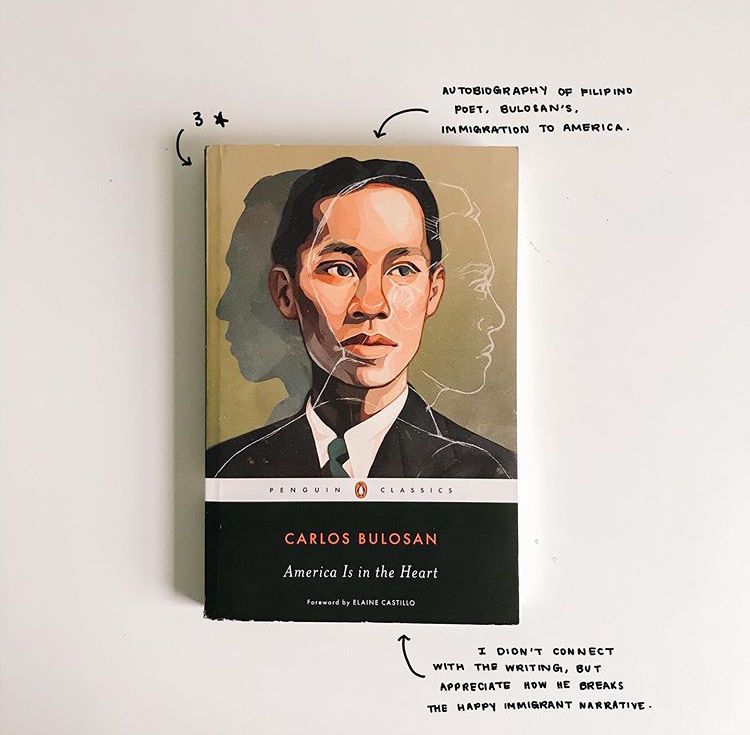 AUTOBIOGRAPHY OF FILIPINO
POET, BULOSAN'S,
IMMIGRATION TO AMERICA.
3 ★
PENGUIN CLASSICS
CARLOS BULOSAN
America Is in the Heart
Foreword by ELAINE CASTILLO
I DIDN'T CONNECT
WITH THE WRITING, BUT
APPRECIATE HOW HE BREAKS
THE HAPPY IMMIGRANT NARRATIVE.